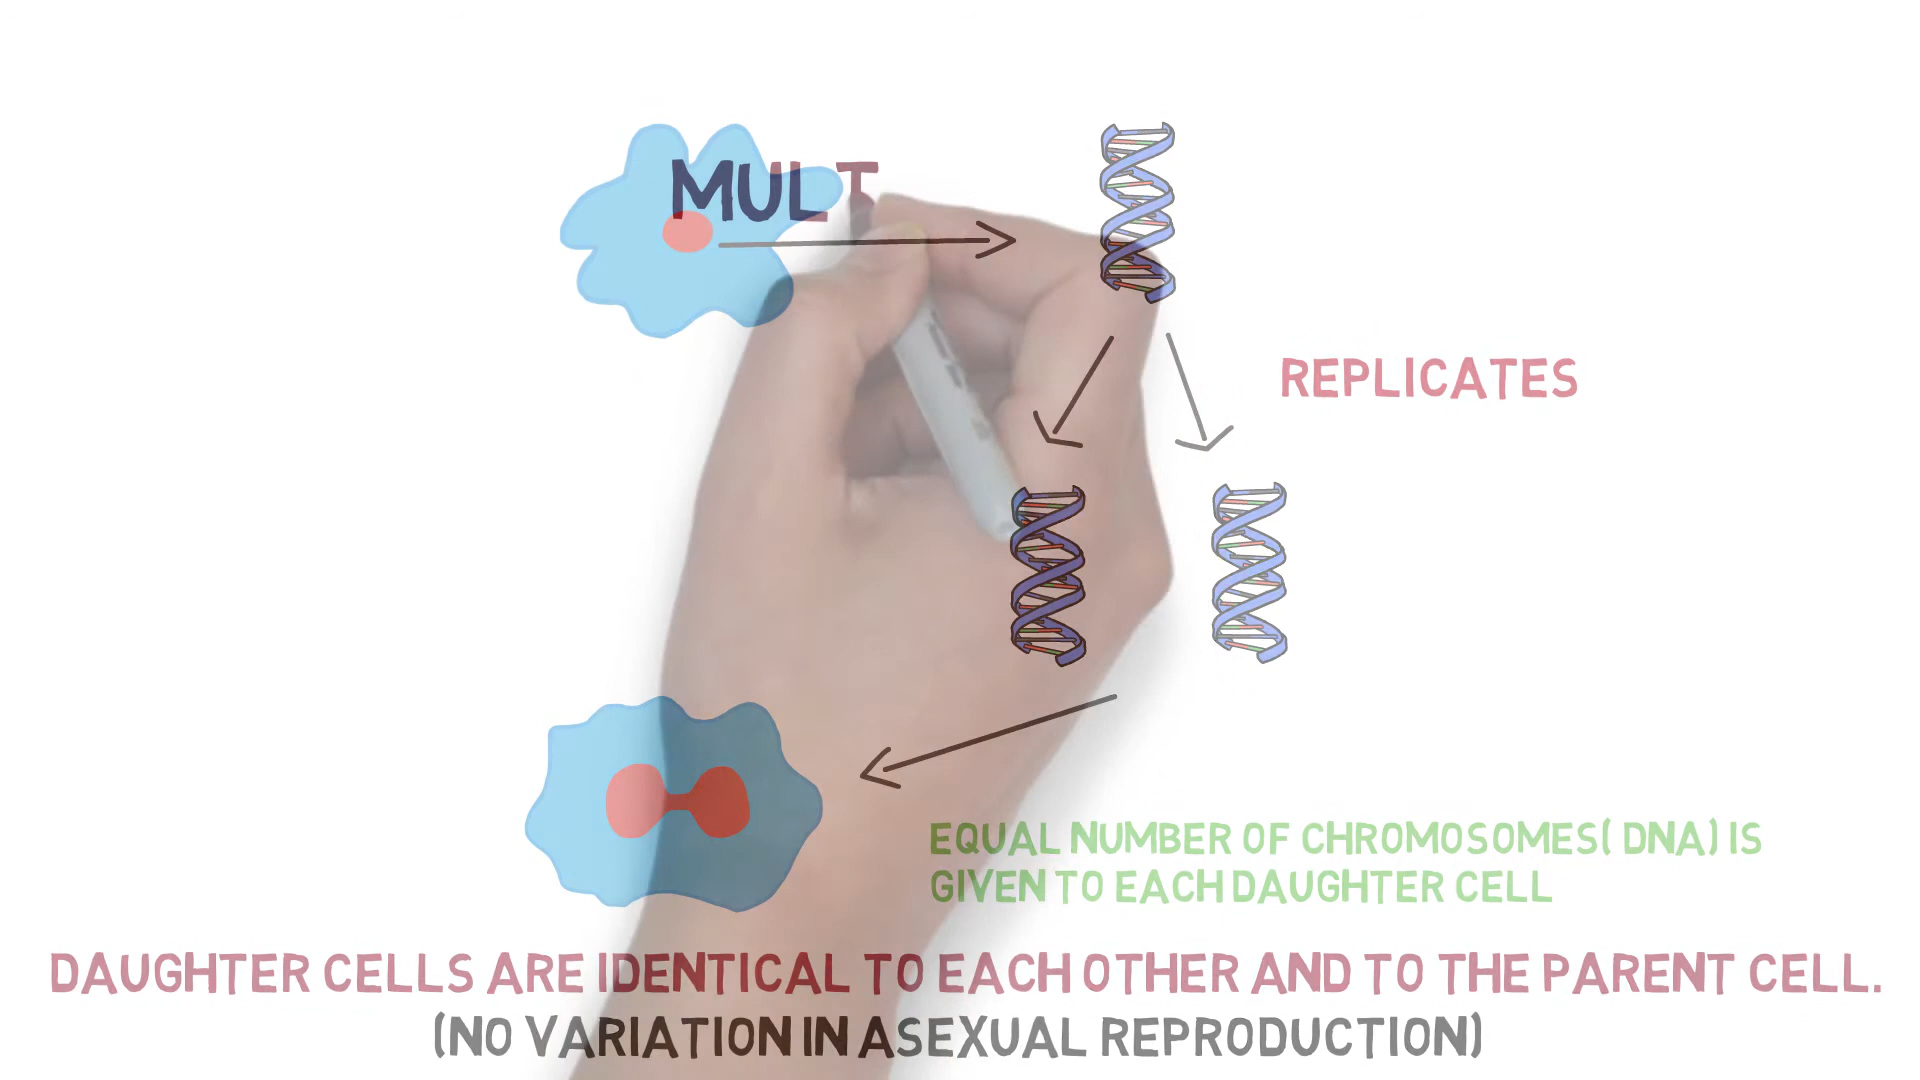 MULT
REPLICATES
EQUAL NUMBER OF CHROMOSOMES( DNA) IS
GIVEN TO EACH DAUGHTER CELL
DAUGHTER CELLS ARE IDENTICAL TO EACH OTHER AND TO THE PARENT CELL.
(NO VARIATION IN ASEXUAL REPRODUCTION)